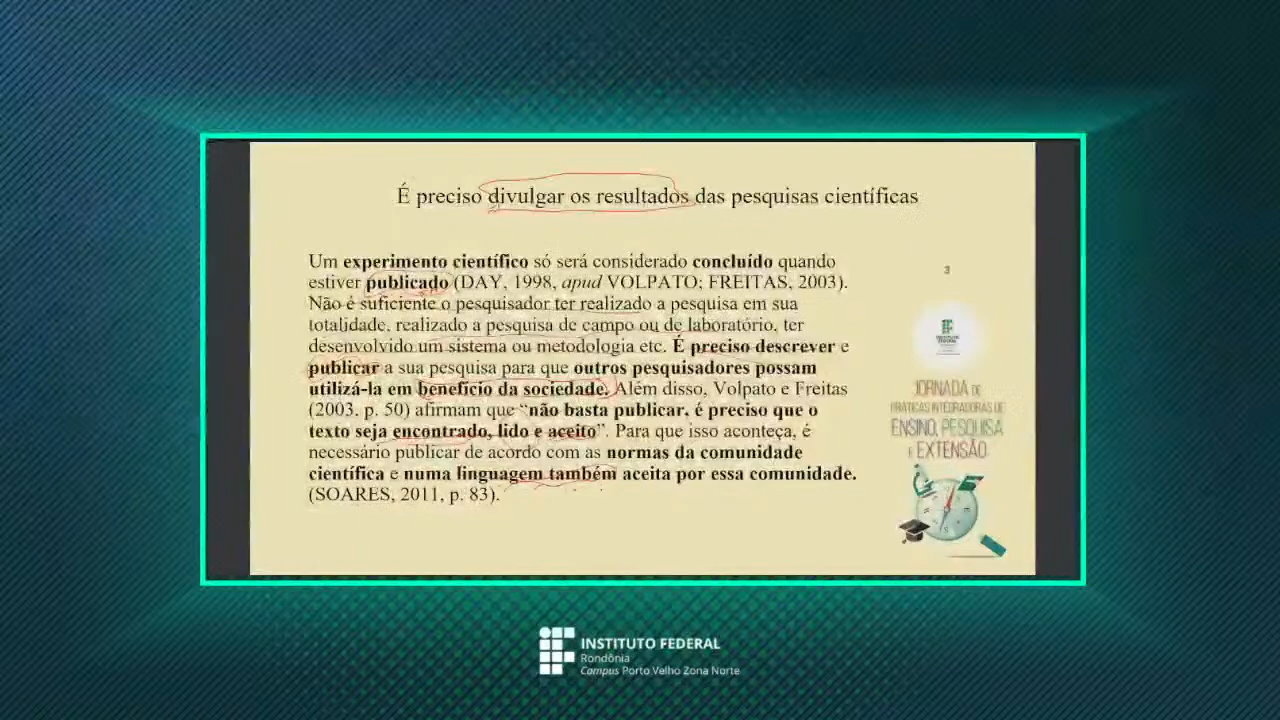 É preciso divulgar os resultados das pesquisas científicas
Um experimento científico só será considerado concluído quando
estiver publicado (DAY, 1998, apud VOLPATO; FREITAS, 2003).
Não é suficiente o pesquisador ter realizado a pesquisa em sua
totalidade, realizado a pesquisa de campo ou de laboratório, ter
desenvolvido um sistema ou metodologia etc. É preciso descrever e
publicar a sua pesquisa para que outros pesquisadores possam
utilizá-la em benefício da sociedade. Além disso, Volpato e Freitas
(2003. p. 50) afirmam que “não basta publicar, é preciso que o
texto seja encontrado, lido e aceito”. Para que isso aconteça, é
necessário publicar de acordo com as normas da comunidade
científica e numa linguagem também aceita por essa comunidade.
(SOARES, 2011, p. 83).
3
INSTITUTO
FEDERAL
JORNADA DE
PRÁTICAS INTEGRADORAS DE
ENSINO, PESQUISA
E EXTENSÃO
INSTITUTO FEDERAL
Rondônia
Campus Porto Velho Zona Norte